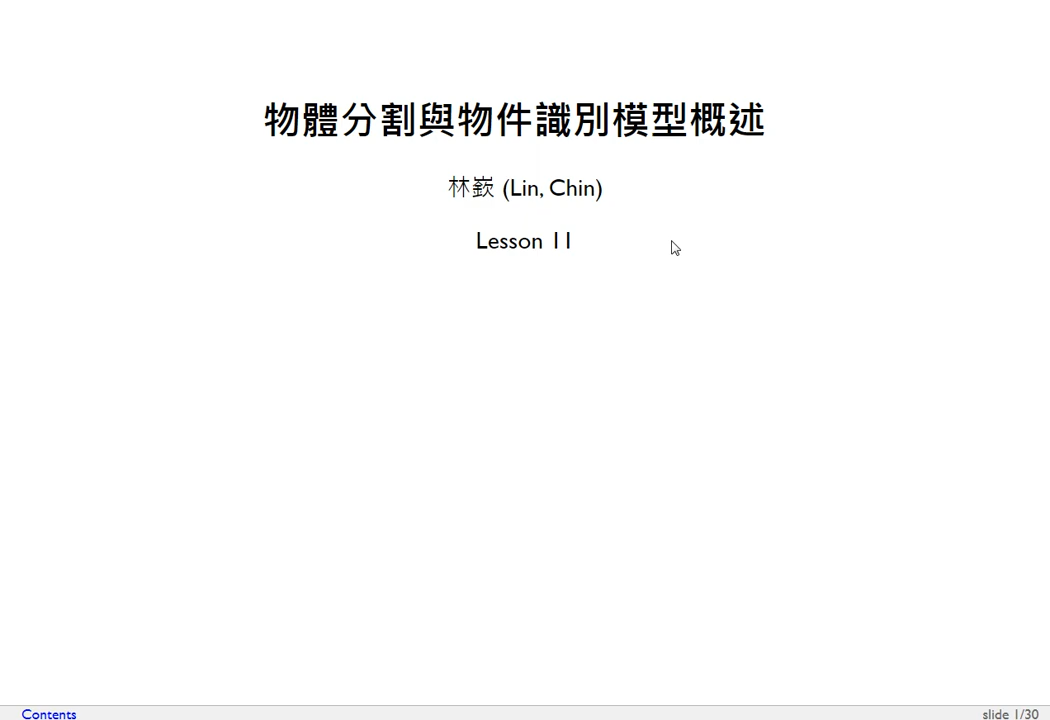 物體分割與物件識別模型概述
林嶔 (Lin, Chin)
Lesson 11
Contents
slide 1/30